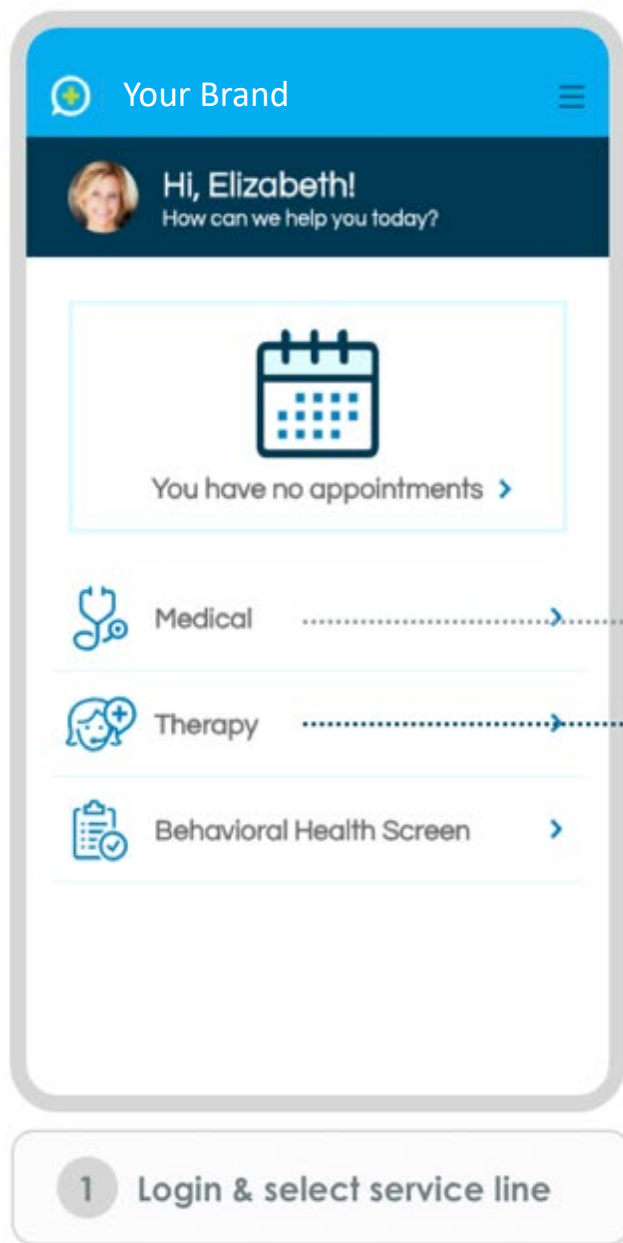 Your Brand
Hi, Elizabeth!
How can we help you today?
You have no appointments
Medical
Therapy
Behavioral Health Screen
1 Login & select service line